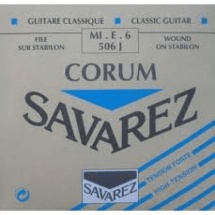 GUITARE CLASSIQUE
CLASSIC GUITAR
FILÉ
SUR STABILON
MI . E . 6
506 J
WOUND
ON STABILON
CORUM
SAVAREZ
TENSION FORTE
HIGH TENSION
SAVAREZ